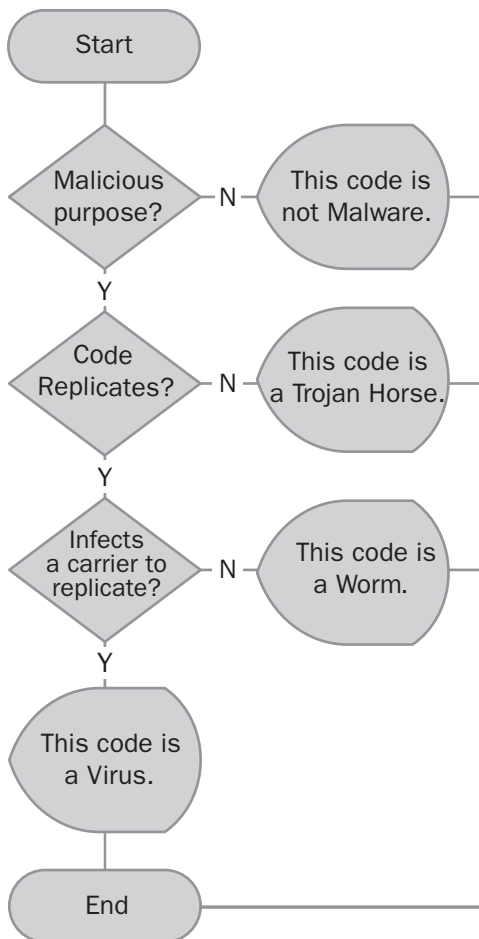 Start
Malicious
purpose?
N
This code is
not Malware.
Y
Code
Replicates?
N
This code is
a Trojan Horse.
Y
Infects
a carrier to
replicate?
N
This code is
a Worm.
Y
This code is
a Virus.
End